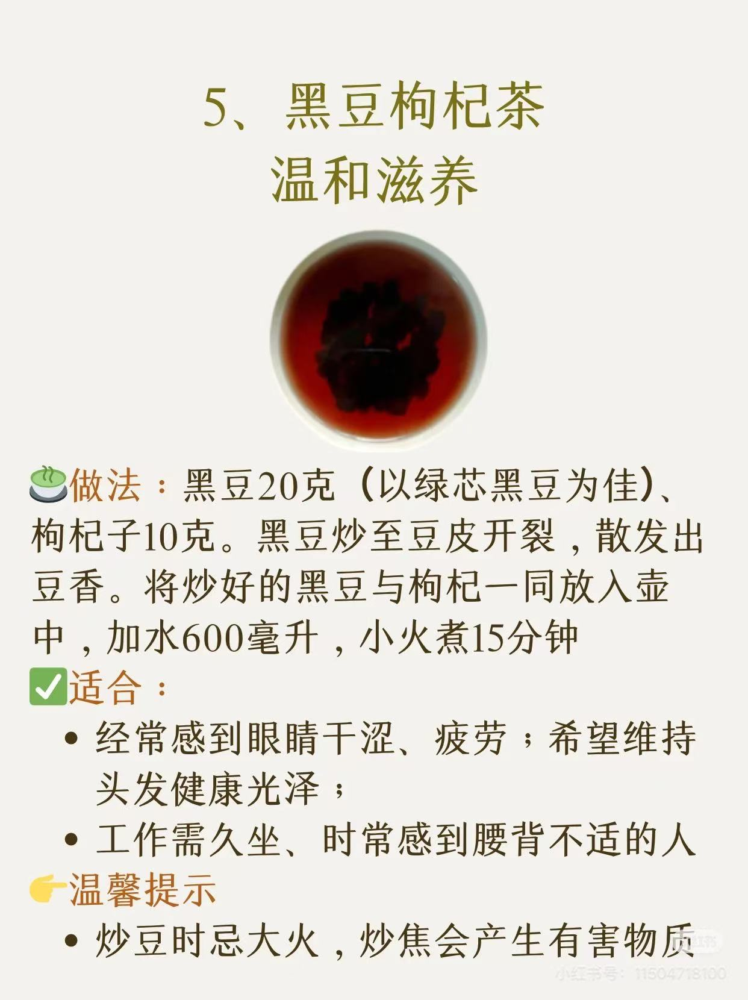 5、黑豆枸杞茶
温和滋养
做法：黑豆20克（以绿芯黑豆为佳）、
枸杞子10克。黑豆炒至豆皮开裂，散发出
豆香。将炒好的黑豆与枸杞一同放入壶
中，加水600毫升，小火煮15分钟
适合：
• 经常感到眼睛干涩、疲劳；希望维持
头发健康光泽；
• 工作需久坐、时常感到腰背不适的人
温馨提示
• 炒豆时忌大火，炒焦会产生有害物质
小红书号：11504718100